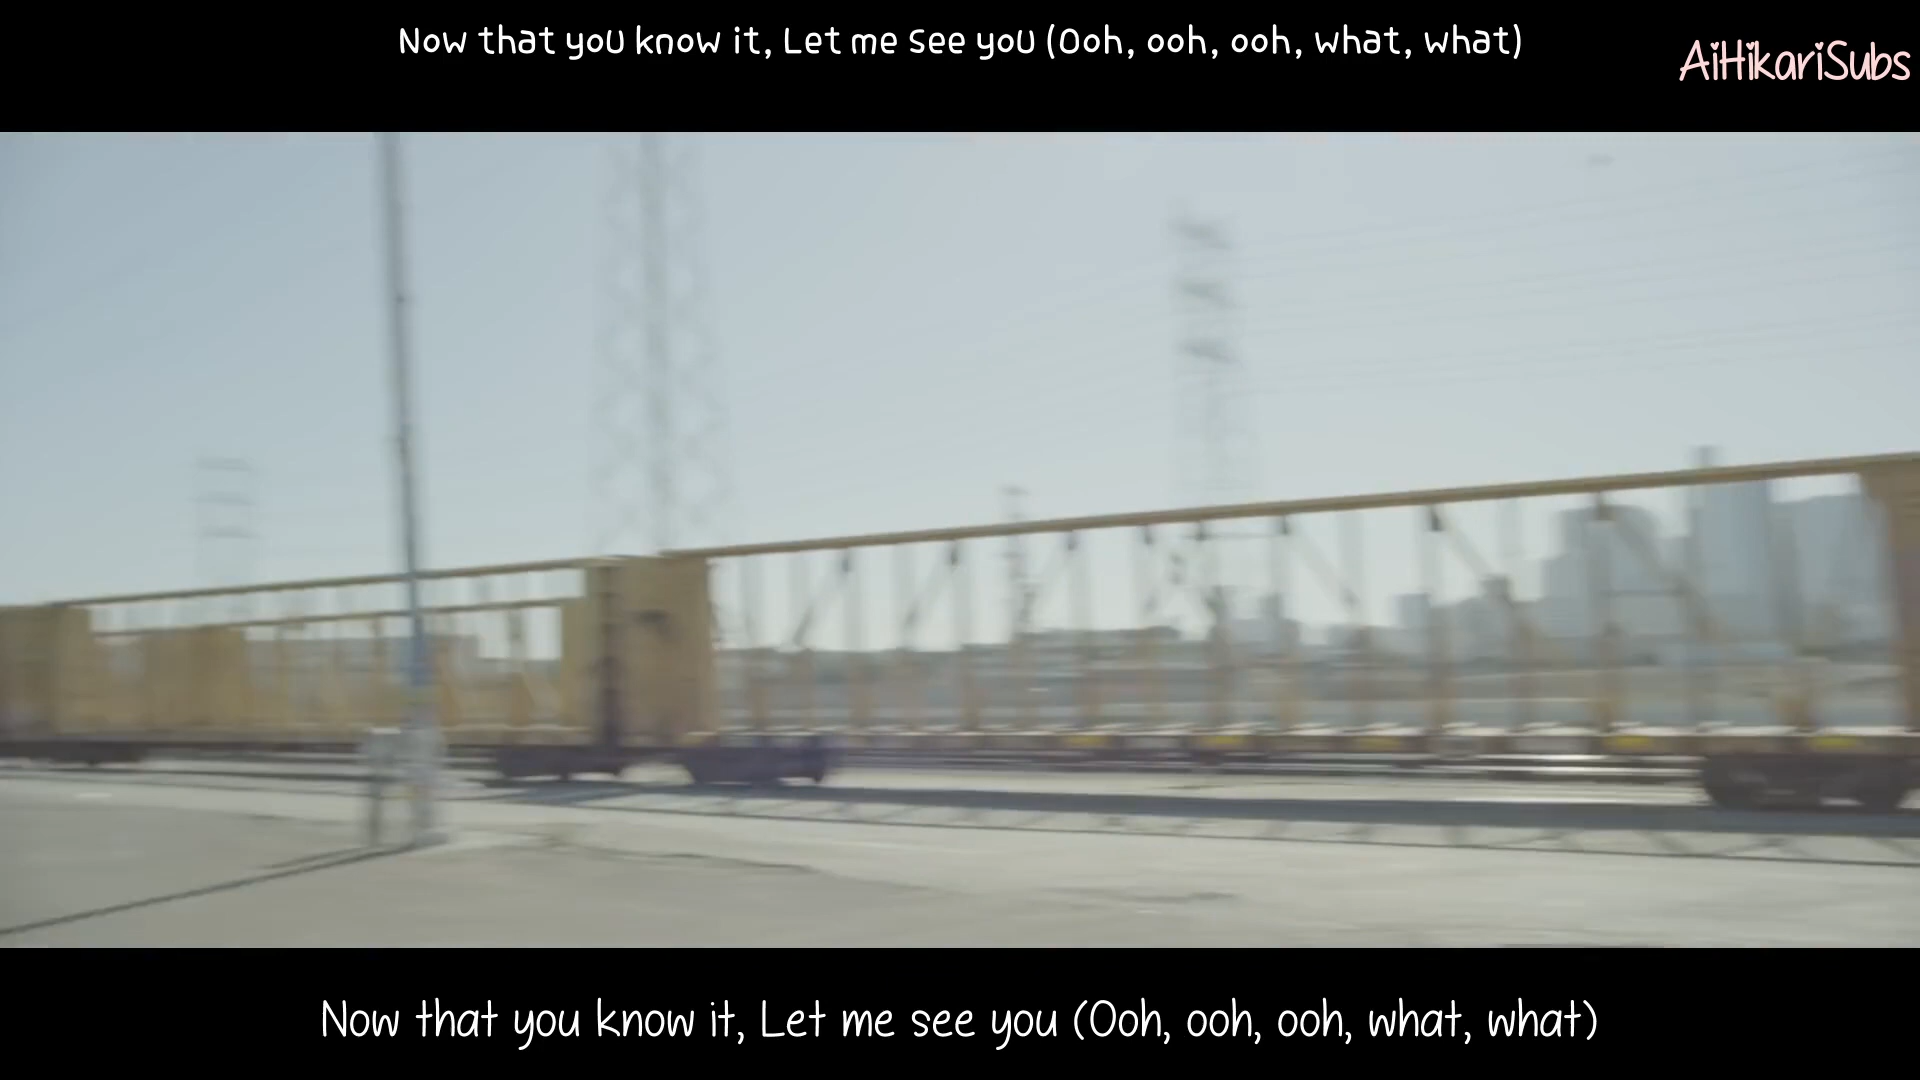 Now that you know it, Let me see you (Ooh, ooh, ooh, what, what)
AiHikariSubs
Now that you know it, Let me see you (Ooh, ooh, ooh, what, what)